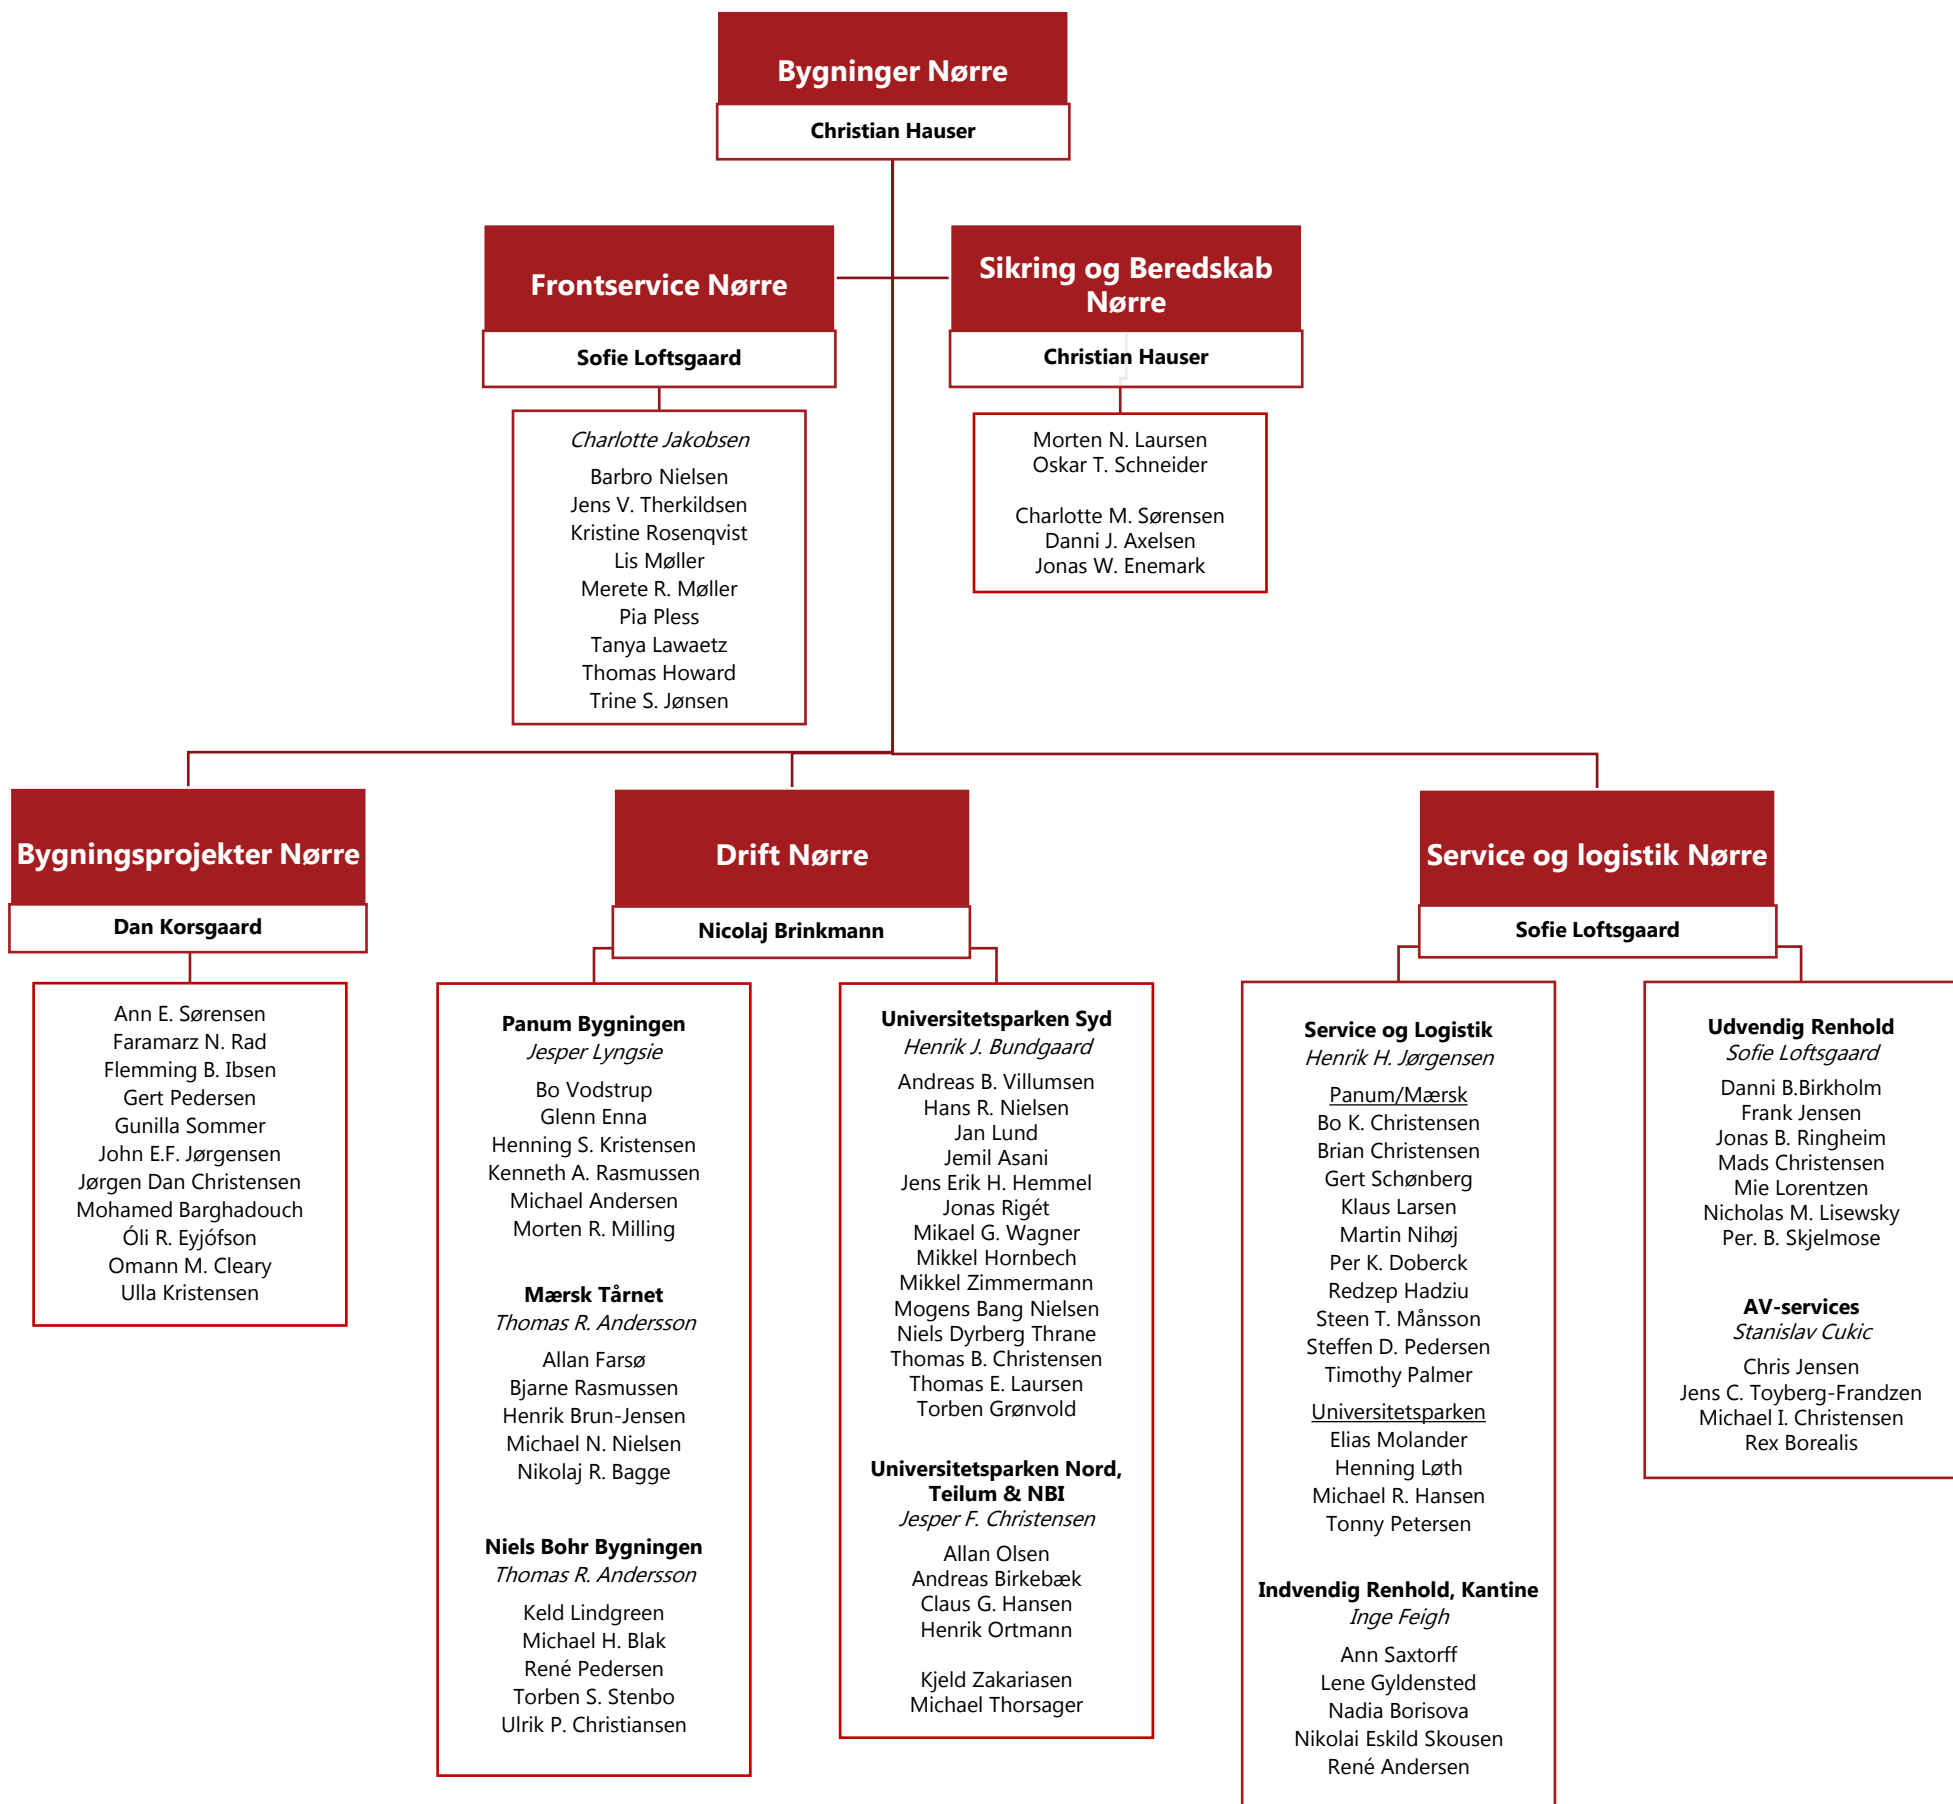 Bygninger Nørre
Christian Hauser
Frontservice Nørre
Sofie Loftsgaard
Charlotte Jakobsen
Barbro Nielsen
Jens V. Therkildsen
Kristine Rosenqvist
Lis Møller
Merete R. Møller
Pia Pless
Tanya Lawaetz
Thomas Howard
Trine S. Jønsen
Sikring og Beredskab
Nørre
Christian Hauser
Morten N. Laursen
Oskar T. Schneider
Charlotte M. Sørensen
Danni J. Axelsen
Jonas W. Enemark
Bygningsprojekter Nørre
Dan Korsgaard
Ann E. Sørensen
Faramarz N. Rad
Flemming B. Ibsen
Gert Pedersen
Gunilla Sommer
John E.F. Jørgensen
Jørgen Dan Christensen
Mohamed Barghadouch
Óli R. Eyjófson
Omann M. Cleary
Ulla Kristensen
Drift Nørre
Nicolaj Brinkmann
Panum Bygningen
Jesper Lyngsie
Bo Vodstrup
Glenn Enna
Henning S. Kristensen
Kenneth A. Rasmussen
Michael Andersen
Morten R. Milling
Mærsk Tårnet
Thomas R. Andersson
Allan Farsø
Bjarne Rasmussen
Henrik Brun-Jensen
Michael N. Nielsen
Nikolaj R. Bagge
Niels Bohr Bygningen
Thomas R. Andersson
Keld Lindgreen
Michael H. Blak
René Pedersen
Torben S. Stenbo
Ulrik P. Christiansen
Universitetsparken Syd
Henrik J. Bundgaard
Andreas B. Villumsen
Hans R. Nielsen
Jan Lund
Jemil Asani
Jens Erik H. Hemmel
Jonas Rigét
Mikael G. Wagner
Mikkel Hornbech
Mikkel Zimmermann
Mogens Bang Nielsen
Niels Dyrberg Thrane
Thomas B. Christensen
Thomas E. Laursen
Torben Grønvold
Universitetsparken Nord,
Teilum & NBI
Jesper F. Christensen
Allan Olsen
Andreas Birkebæk
Claus G. Hansen
Henrik Ortmann
Kjeld Zakariasen
Michael Thorsager
Service og logistik Nørre
Sofie Loftsgaard
Service og Logistik
Henrik H. Jørgensen
Panum/Mærsk
Bo K. Christensen
Brian Christensen
Gert Schønberg
Klaus Larsen
Martin Nihøj
Per K. Doberck
Redzep Hadziu
Steen T. Månsson
Steffen D. Pedersen
Timothy Palmer
Universitetsparken
Elias Molander
Henning Løth
Michael R. Hansen
Tonny Petersen
Indvendig Renhold, Kantine
Inge Feigh
Ann Saxtorff
Lene Gyldensted
Nadia Borisova
Nikolai Eskild Skousen
René Andersen
Udvendig Renhold
Sofie Loftsgaard
Danni B.Birkholm
Frank Jensen
Jonas B. Ringheim
Mads Christensen
Mie Lorentzen
Nicholas M. Lisewsky
Per. B. Skjelmose
AV-services
Stanislav Cukic
Chris Jensen
Jens C. Toyberg-Frandzen
Michael I. Christensen
Rex Borealis